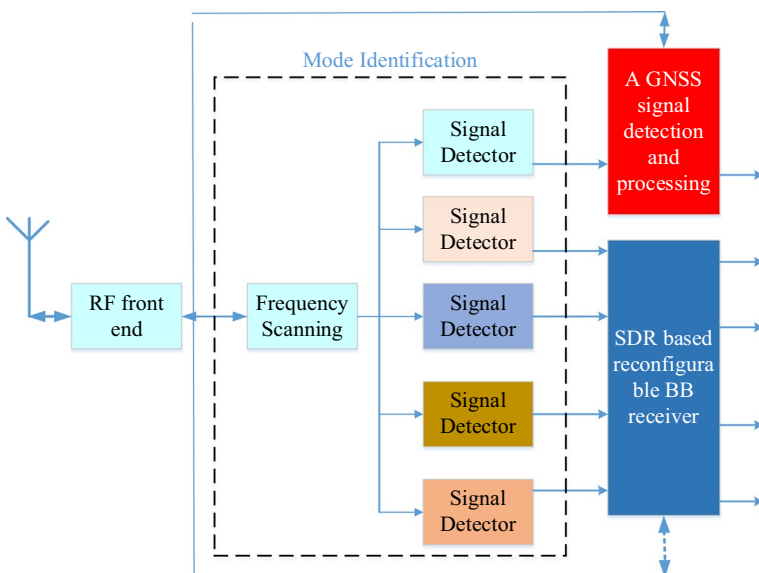 Mode Identification
A GNSS
signal
detection
and
processing
Signal
Detector
Signal
Detector
RF front
end
Frequency
Scanning
Signal
Detector
SDR based
reconfigura
ble BB
receiver
Signal
Detector
Signal
Detector